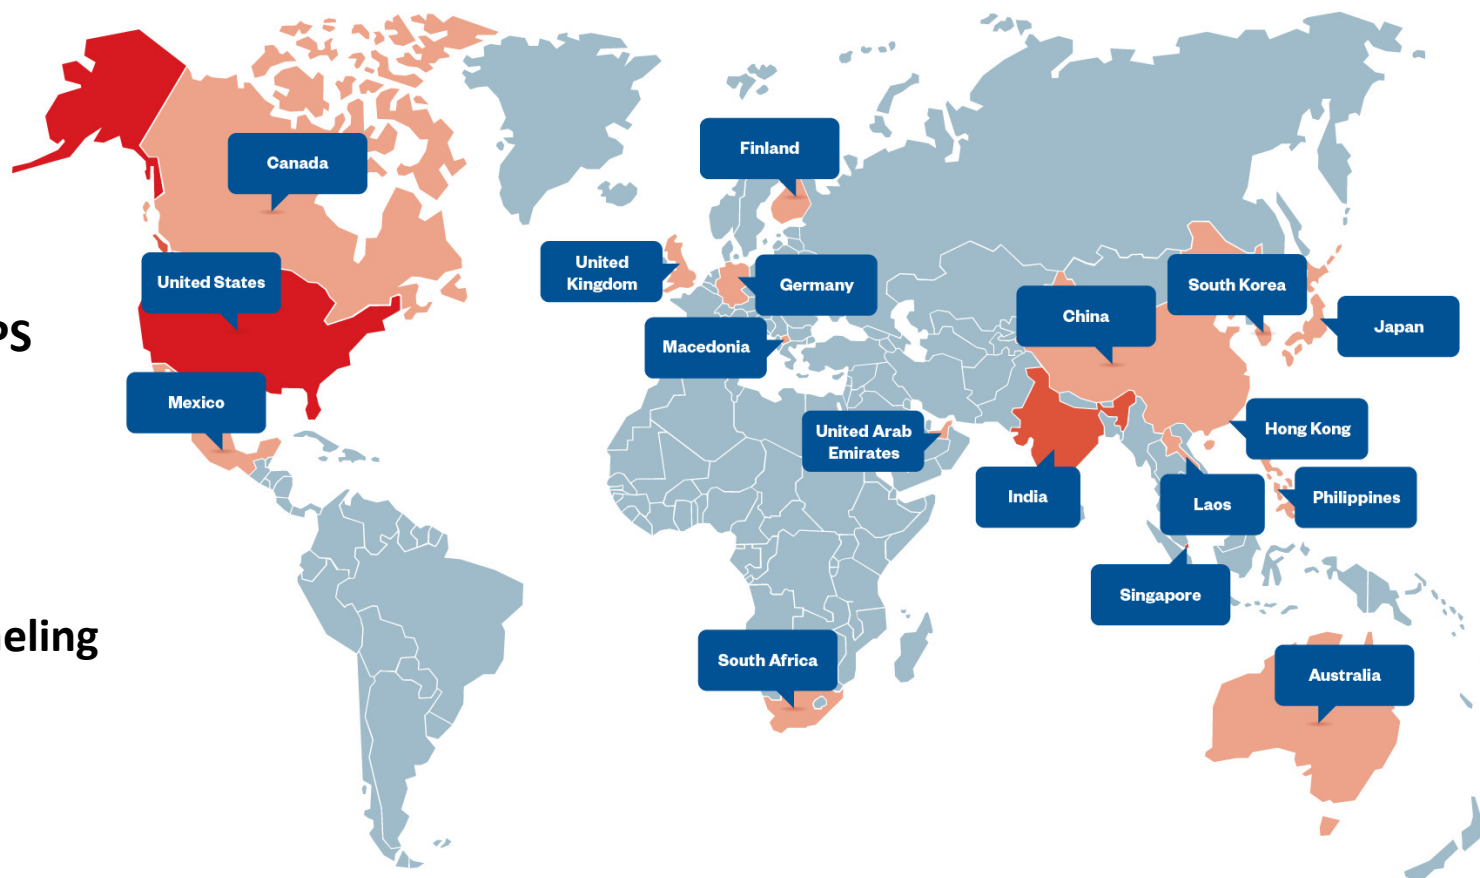 Canada
Finland
United
Kingdom
United States
Germany
South Korea
China
PS
Japan
Macedonia
Mexico
United Arab
Emirates
Hong Kong
India
Laos
Philippines
Singapore
eling
South Africa
Australia